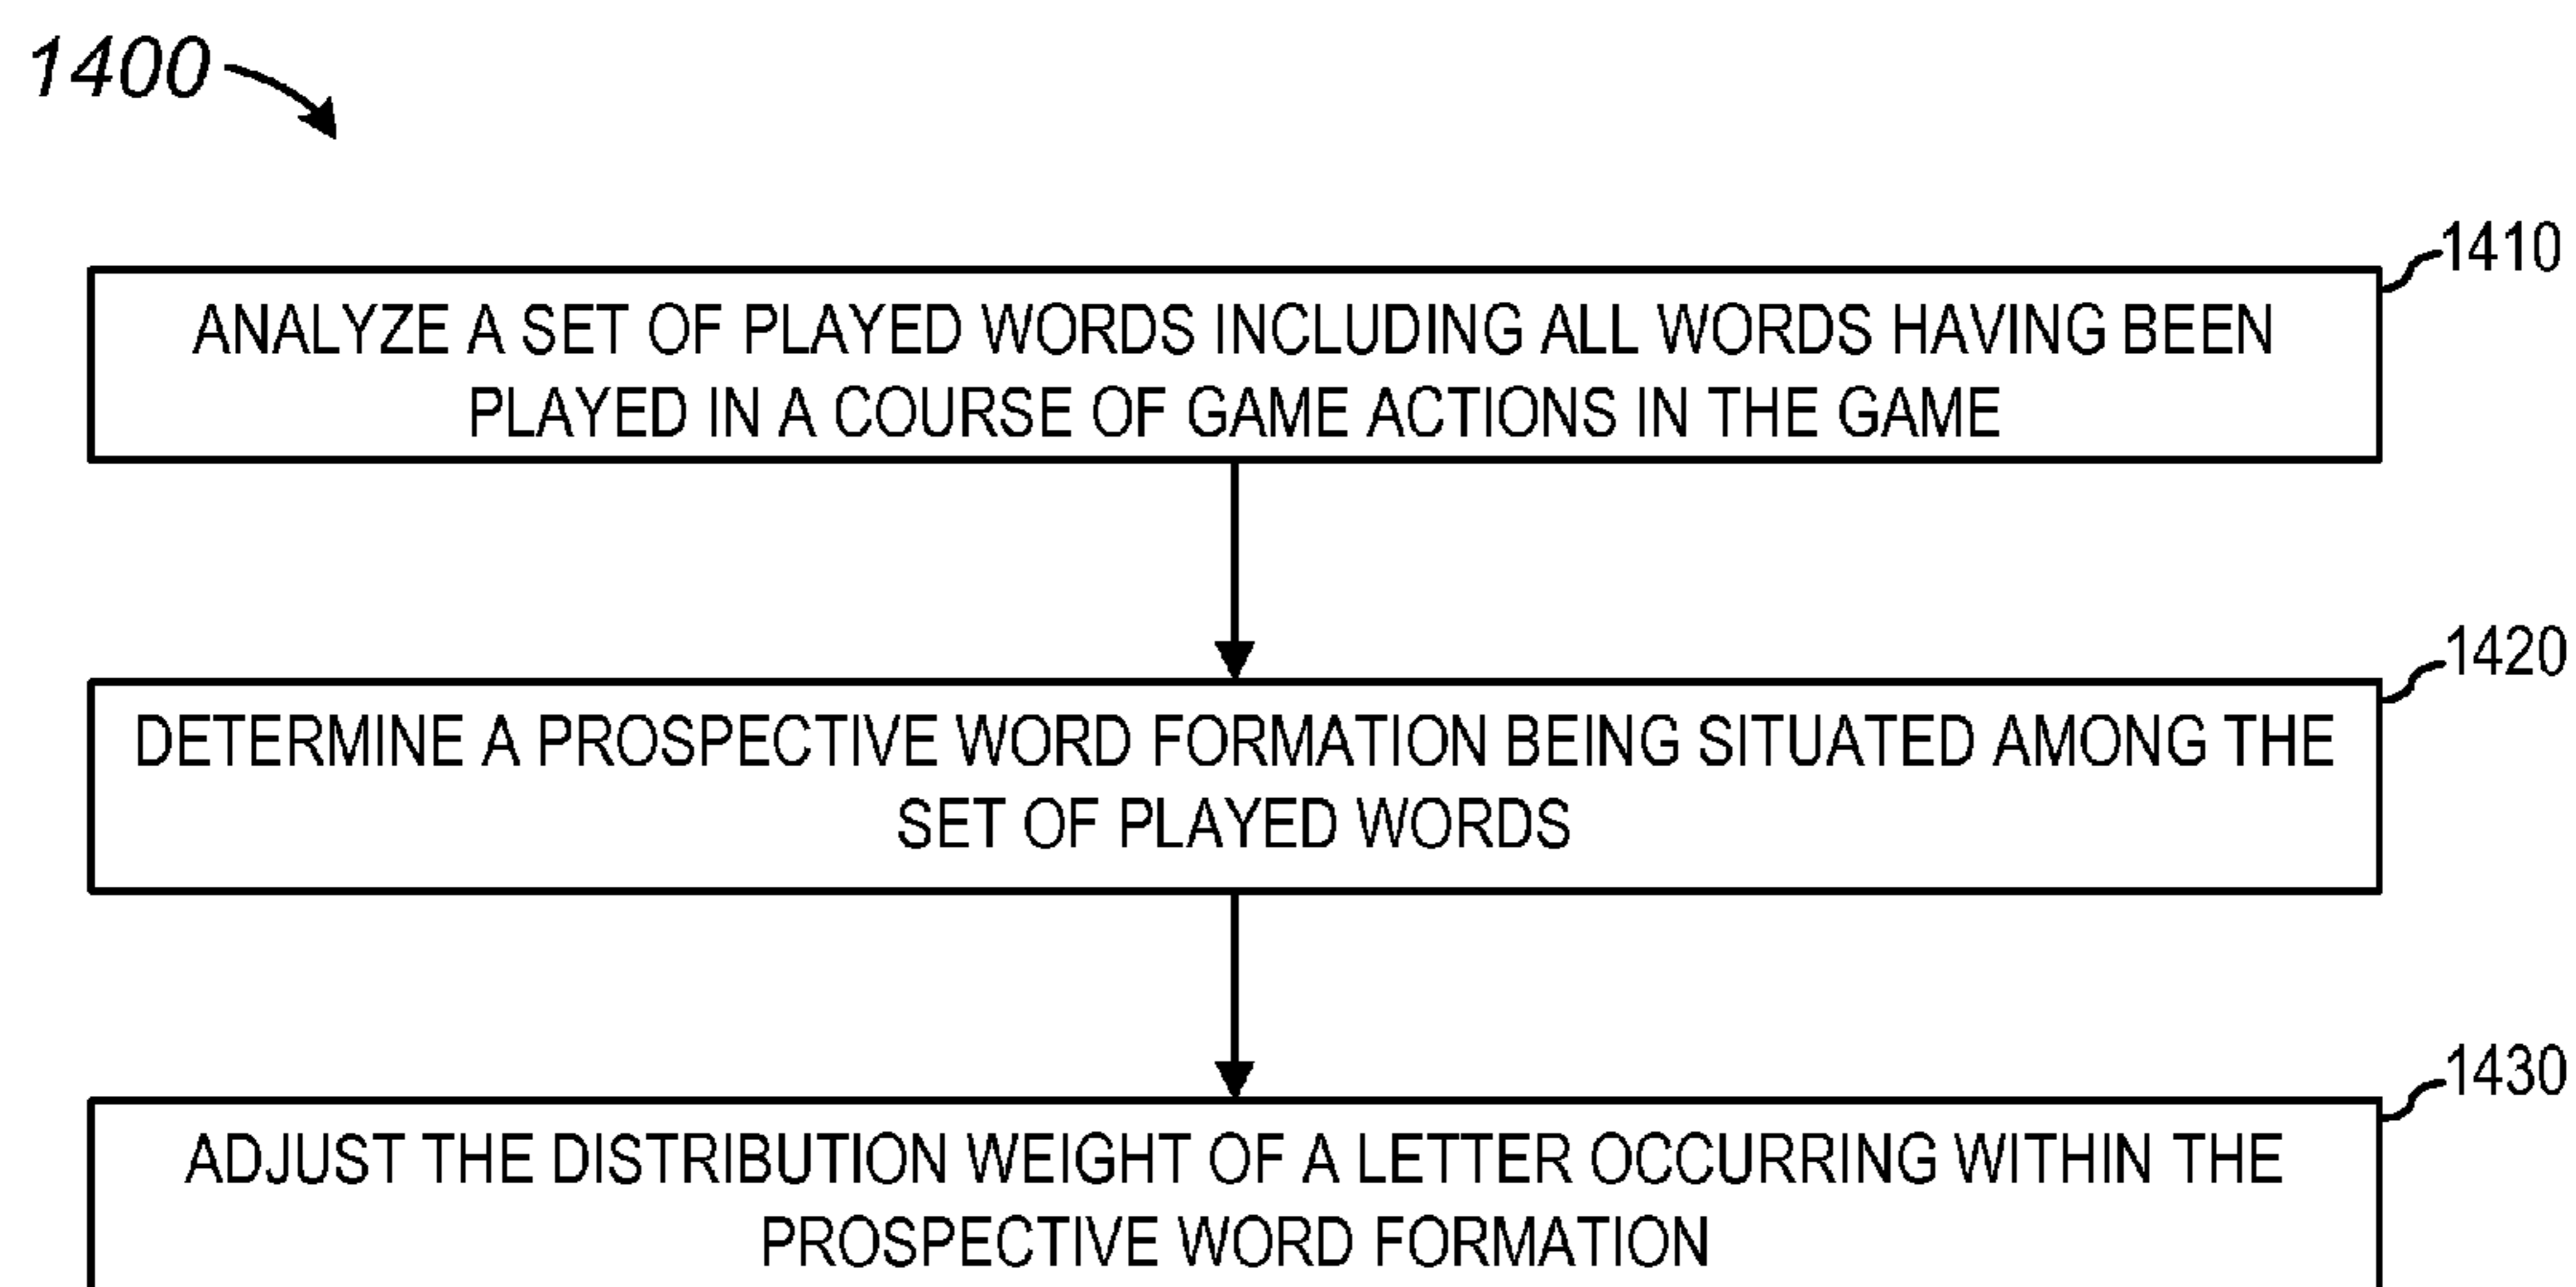 1400
1410
ANALYZE A SET OF PLAYED WORDS INCLUDING ALL WORDS HAVING BEEN
PLAYED IN A COURSE OF GAME ACTIONS IN THE GAME
1420
DETERMINE A PROSPECTIVE WORD FORMATION BEING SITUATED AMONG THE
SET OF PLAYED WORDS
1430
ADJUST THE DISTRIBUTION WEIGHT OF A LETTER OCCURRING WITHIN THE
PROSPECTIVE WORD FORMATION